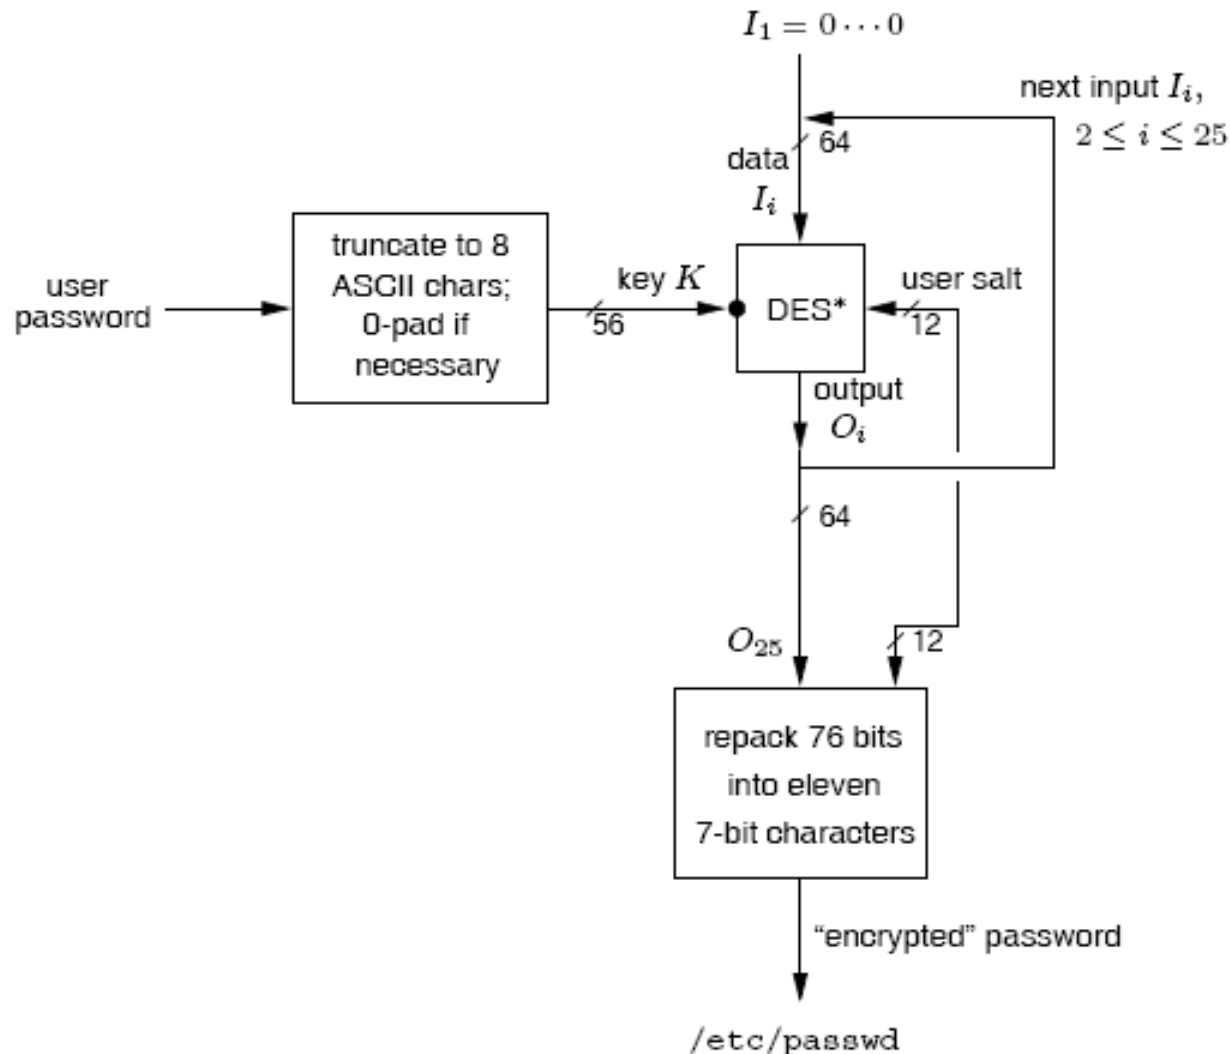 I₁ = 0 ⋯ 0
next input Iᵢ,
2 ≤ i ≤ 25
64
data
Iᵢ
truncate to 8
ASCII chars;
0-pad if
necessary
user
password
key K
56
DES*
user salt
12
output
Oᵢ
64
O₂₅
12
repack 76 bits
into eleven
7-bit characters
“encrypted” password
/etc/passwd